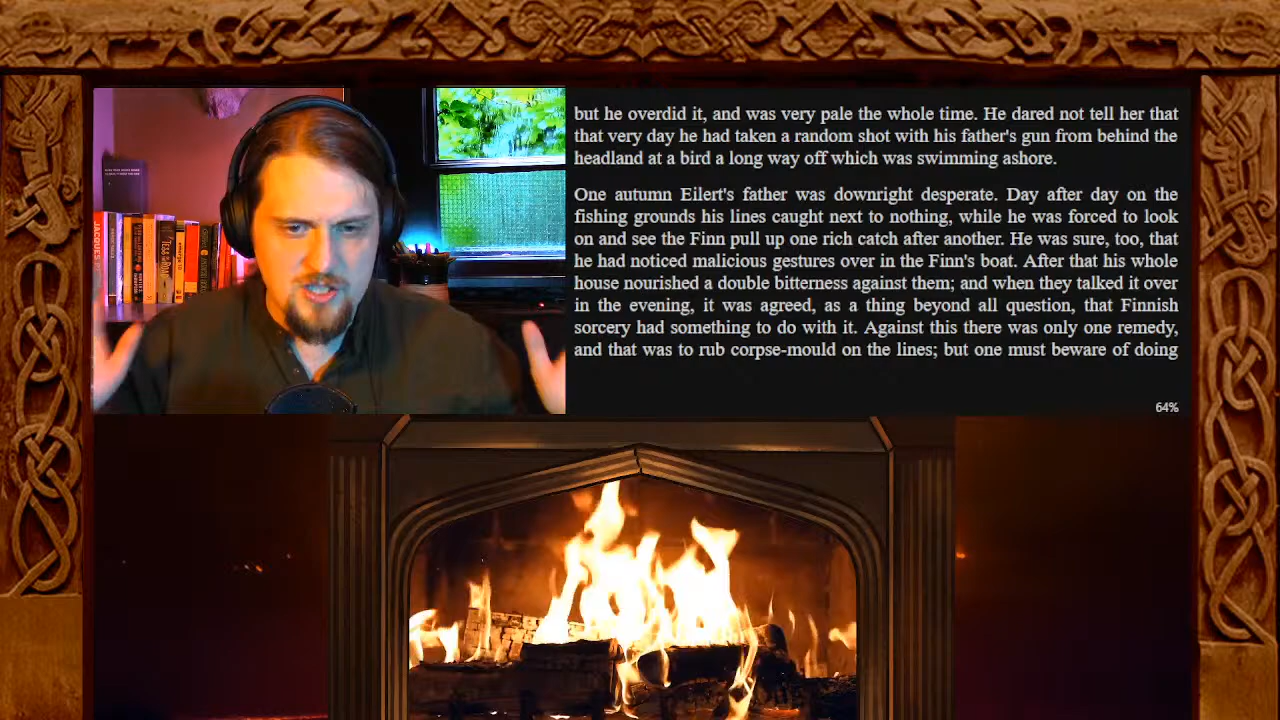 but he overdid it, and was very pale the whole time. He dared not tell her that
that very day he had taken a random shot with his father's gun from behind the
headland at a bird a long way off which was swimming ashore.
One autumn Eilert's father was downright desperate. Day after day on the
fishing grounds his lines caught next to nothing, while he was forced to look
on and see the Finn pull up one rich catch after another. He was sure, too, that
he had noticed malicious gestures over in the Finn's boat. After that his whole
house nourished a double bitterness against them; and when they talked it over
in the evening, it was agreed, as a thing beyond all question, that Finnish
sorcery had something to do with it. Against this there was only one remedy,
and that was to rub corpse-mould on the lines; but one must beware of doing
64%